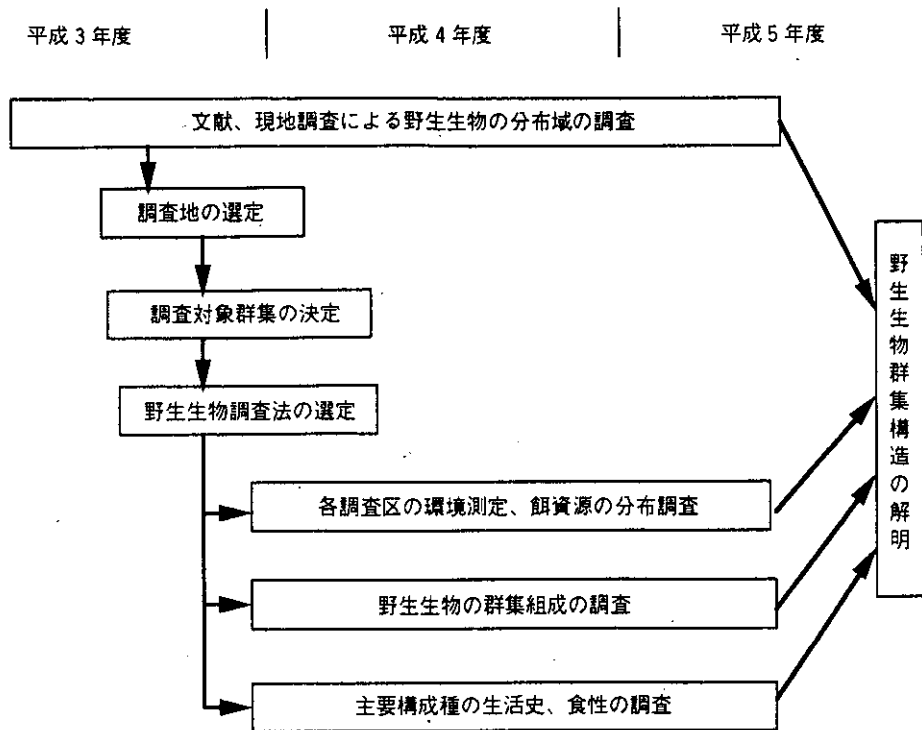 平成3年度
平成4年度
平成5年度
文献、現地調査による野生生物の分布域の調査
調査地の選定
調査対象群集の決定
野生生物調査法の選定
各調査区の環境測定、餌資源の分布調査
野生生物の群集組成の調査
主要構成種の生活史、食性の調査
野生生物群集構造の解明